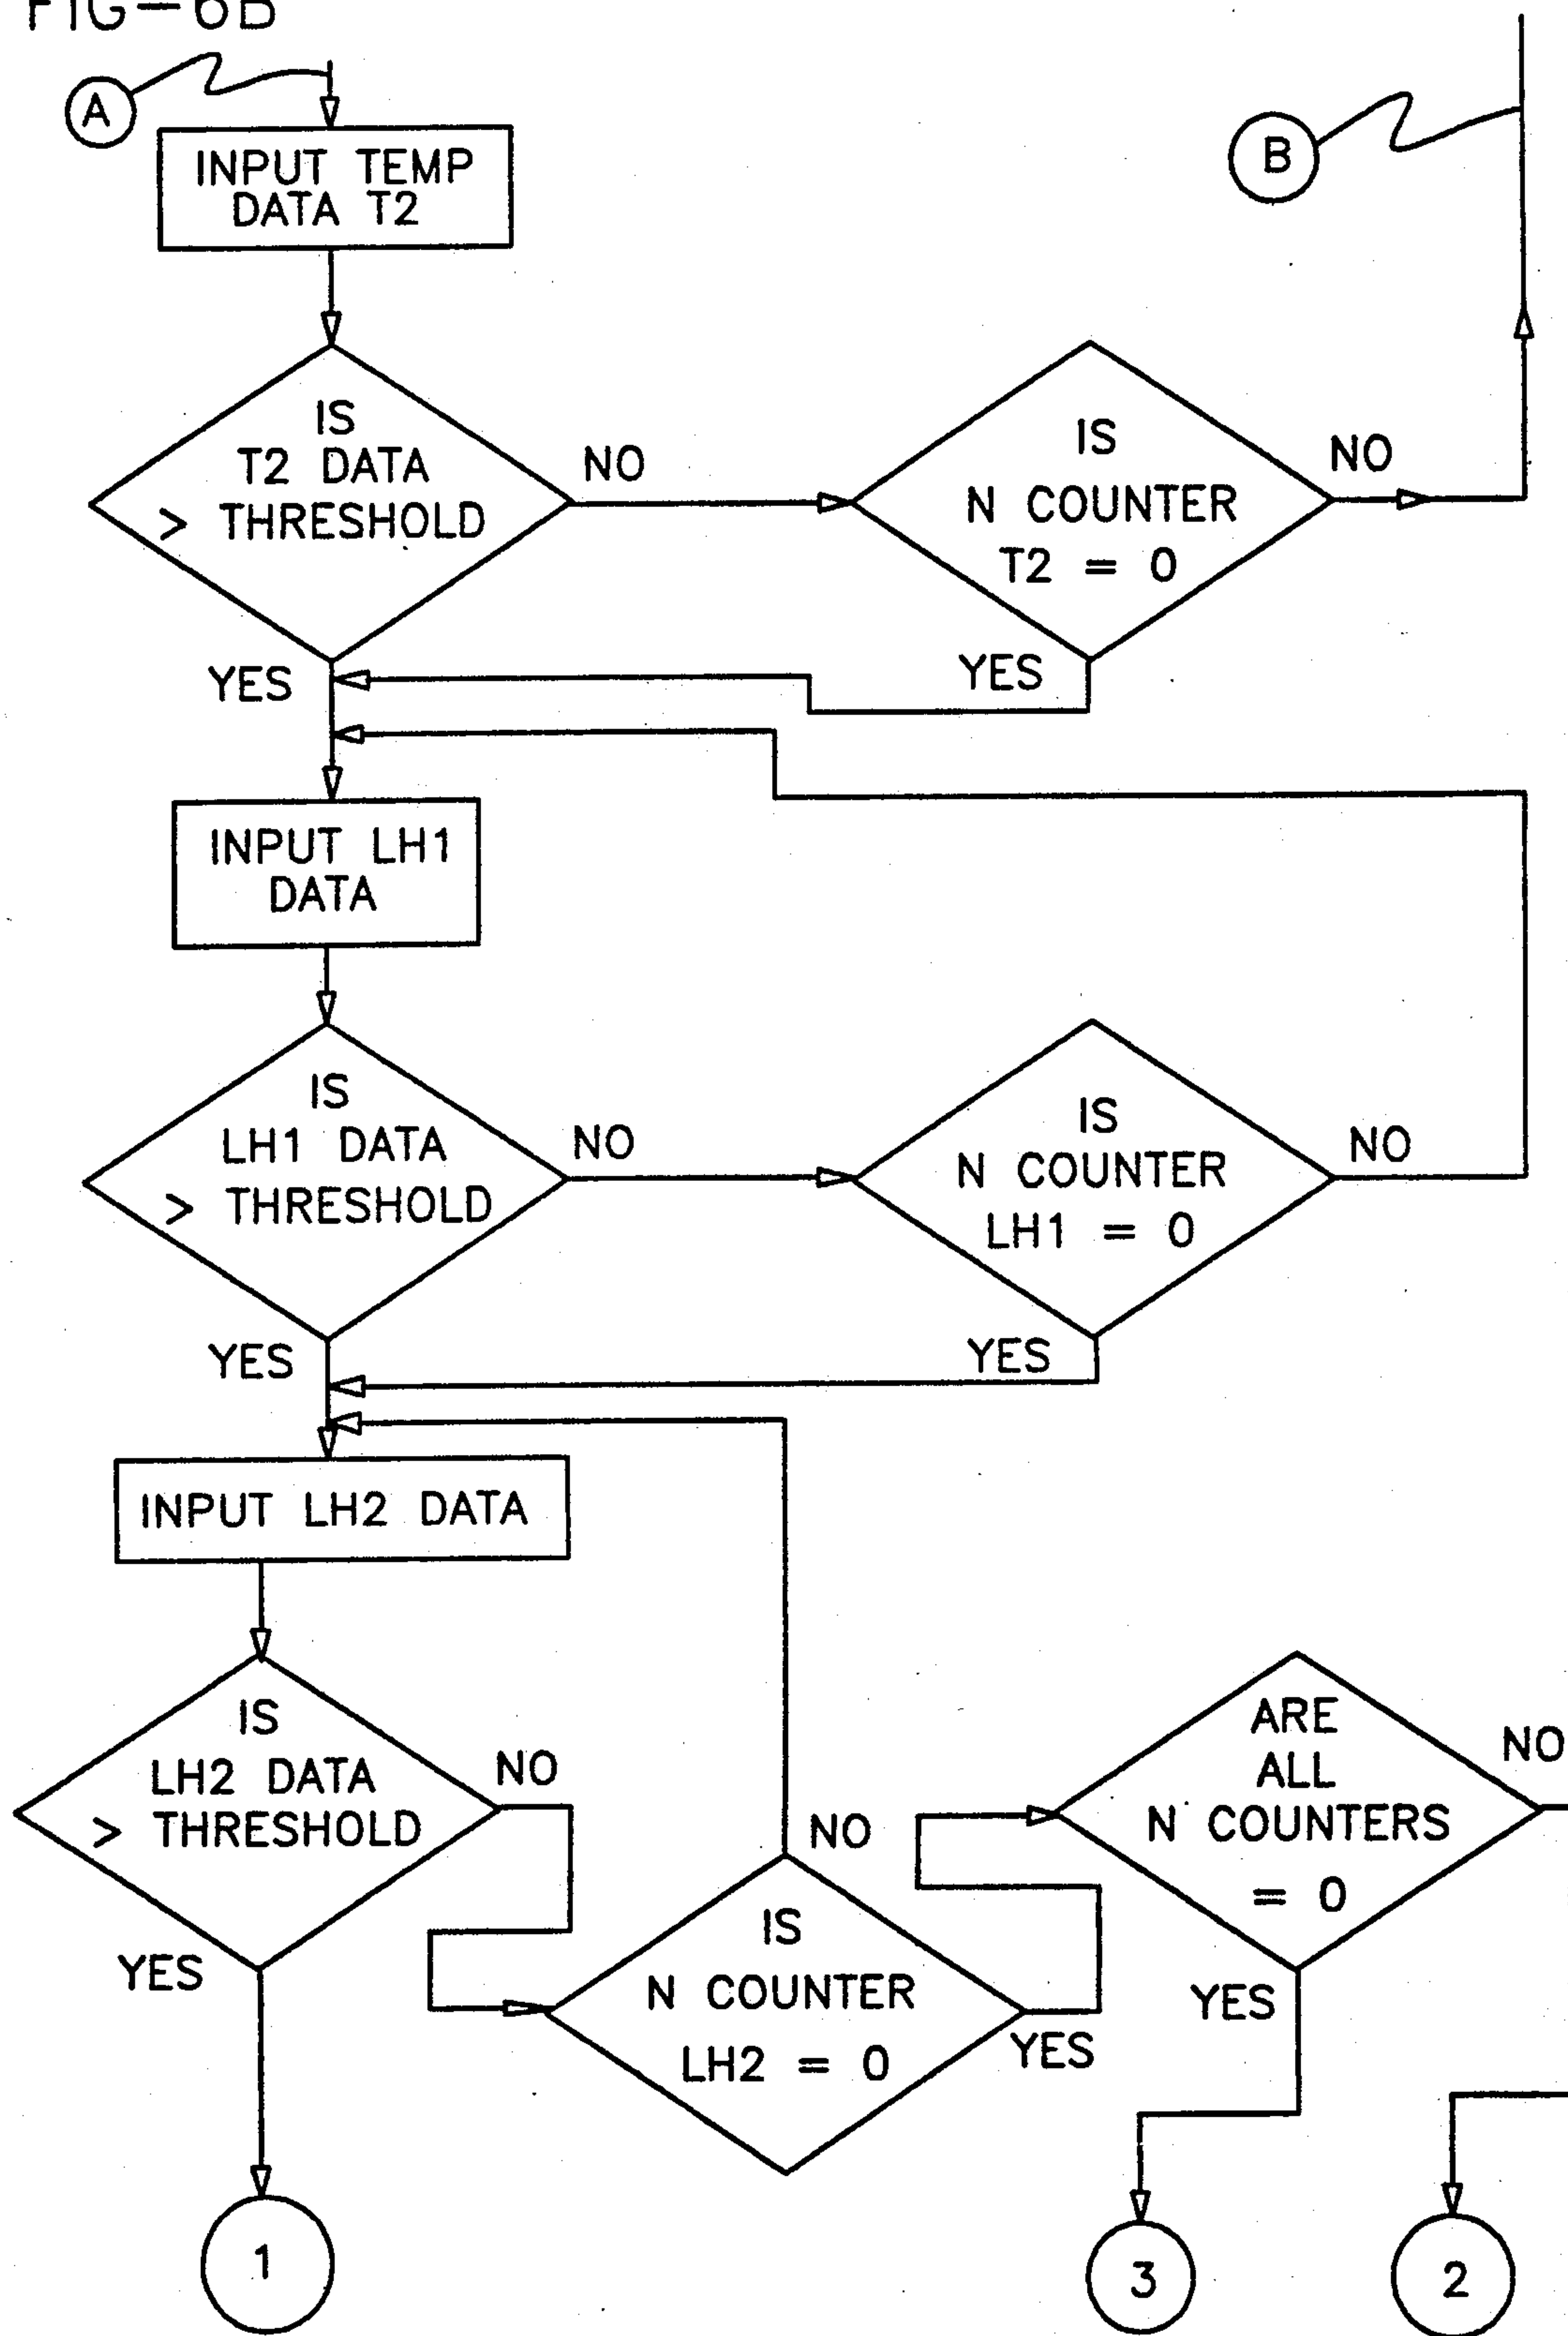 FIG-6B
A
INPUT TEMP
DATA T2
B
IS
T2 DATA
> THRESHOLD
NO
IS
N COUNTER
T2 = 0
NO
YES
YES
INPUT LH1
DATA
IS
LH1 DATA
> THRESHOLD
NO
IS
N COUNTER
LH1 = 0
NO
YES
YES
INPUT LH2 DATA
IS
LH2 DATA
> THRESHOLD
NO
YES
IS
N COUNTER
LH2 = 0
NO
YES
ARE
ALL
N COUNTERS
= 0
NO
YES
1
3
2